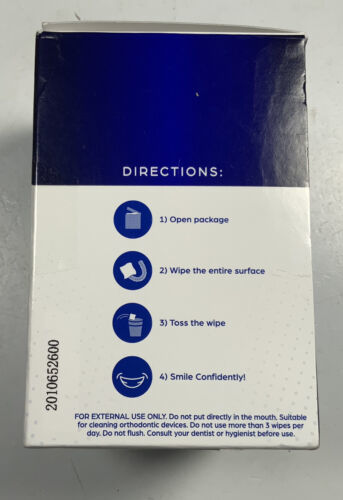 DIRECTIONS:
1) Open package
2) Wipe the entire surface
3) Toss the wipe
4) Smile Confidently!
2010652600
FOR EXTERNAL USE ONLY. Do not put directly in the mouth. Suitable
for cleaning orthodontic devices. Do not use more than 3 wipes per
day. Do not flush. Consult your dentist or hygienist before use.